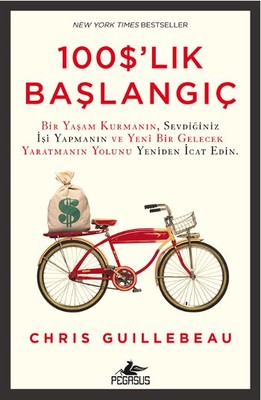 NEW YORK TIMES BESTSELLER
100$'LIK
BAŞLANGIÇ
Bir Yaşam Kurmanın, Sevdiğiniz
İşi Yapmanın ve Yeni Bir Gelecek
Yaratmanın Yolunu Yeniden İcat Edin.
$
CHRIS GUILLEBEAU
PEGASUS